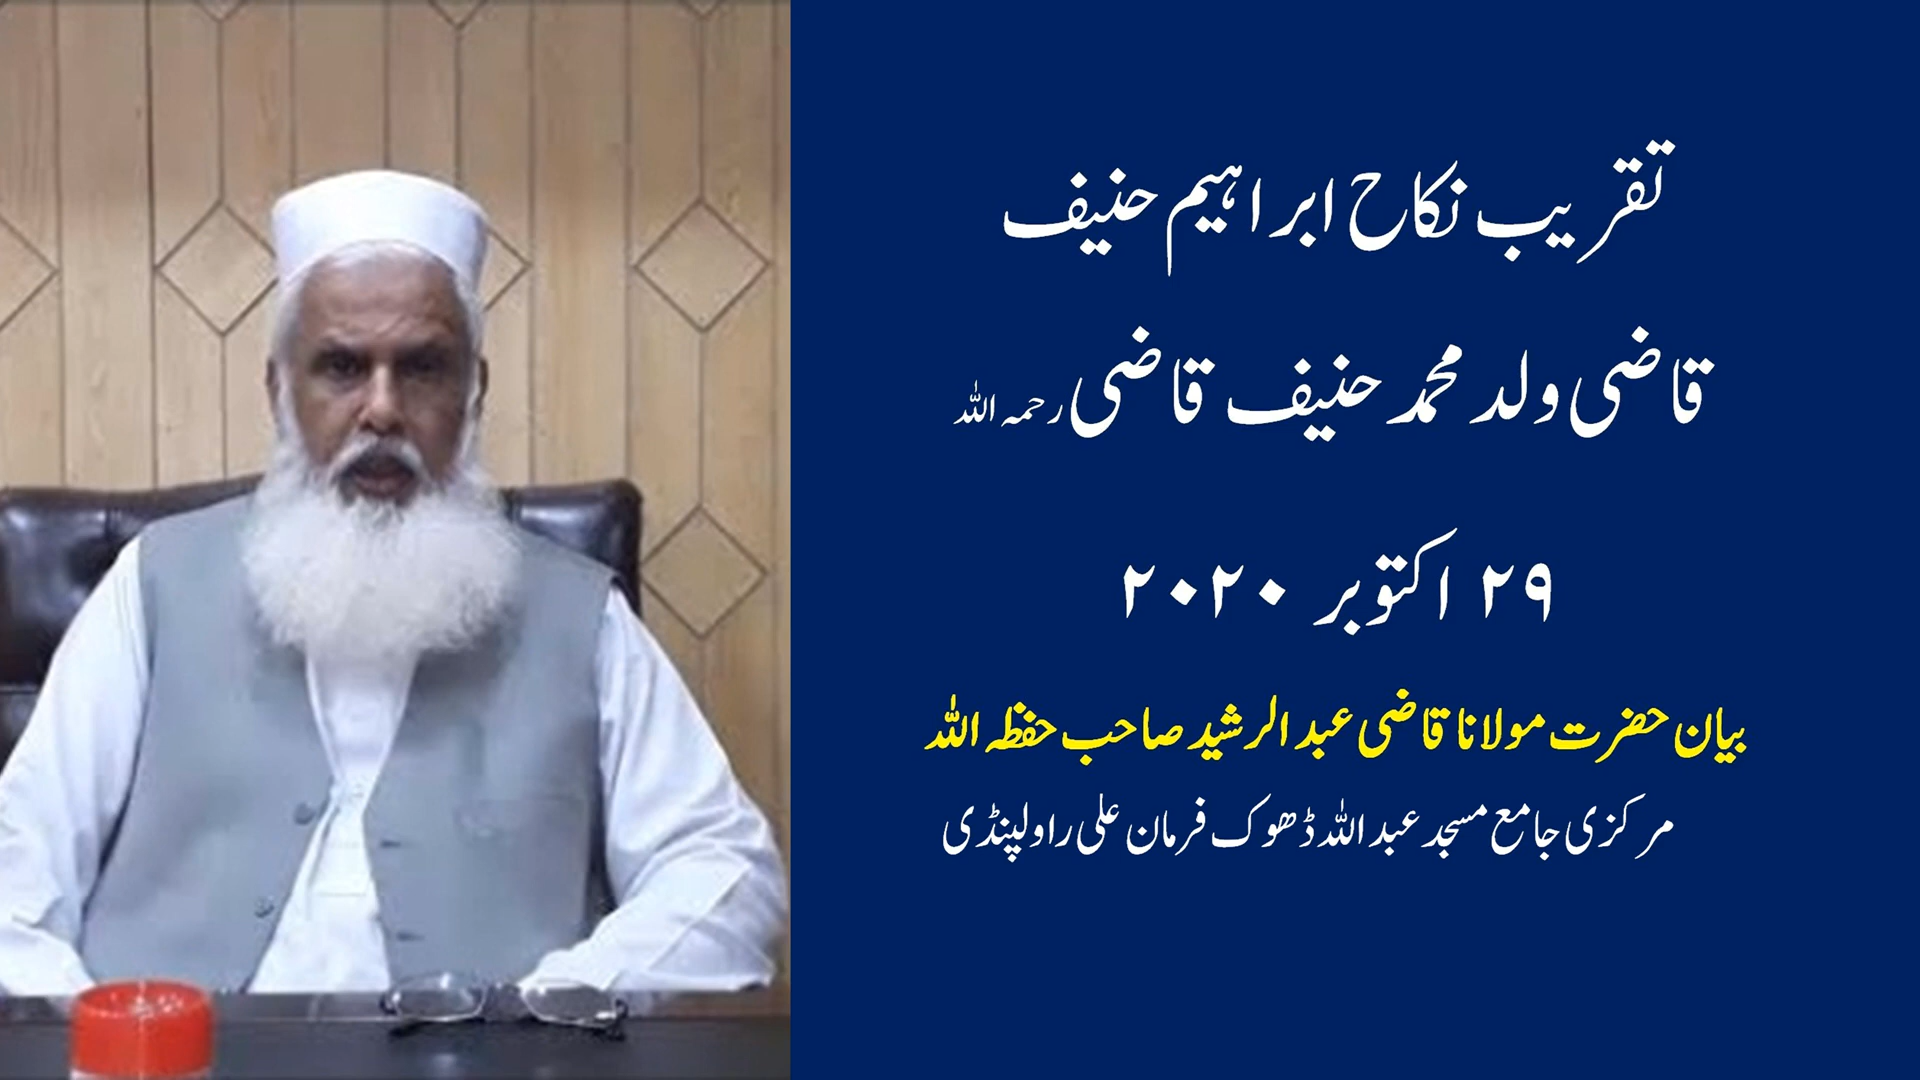 تقریب نکاح ابراہیم حنیف
قاضی ولد محمد حنیف قاضی رحمہ اللہ
۲۹ اکتوبر ۲۰۲۰
بیان حضرت مولانا قاضی عبد الرشید صاحب حفظہ اللہ
مرکزی جامع مسجد عبد اللہ ڈھوک فرمان علی راولپنڈی